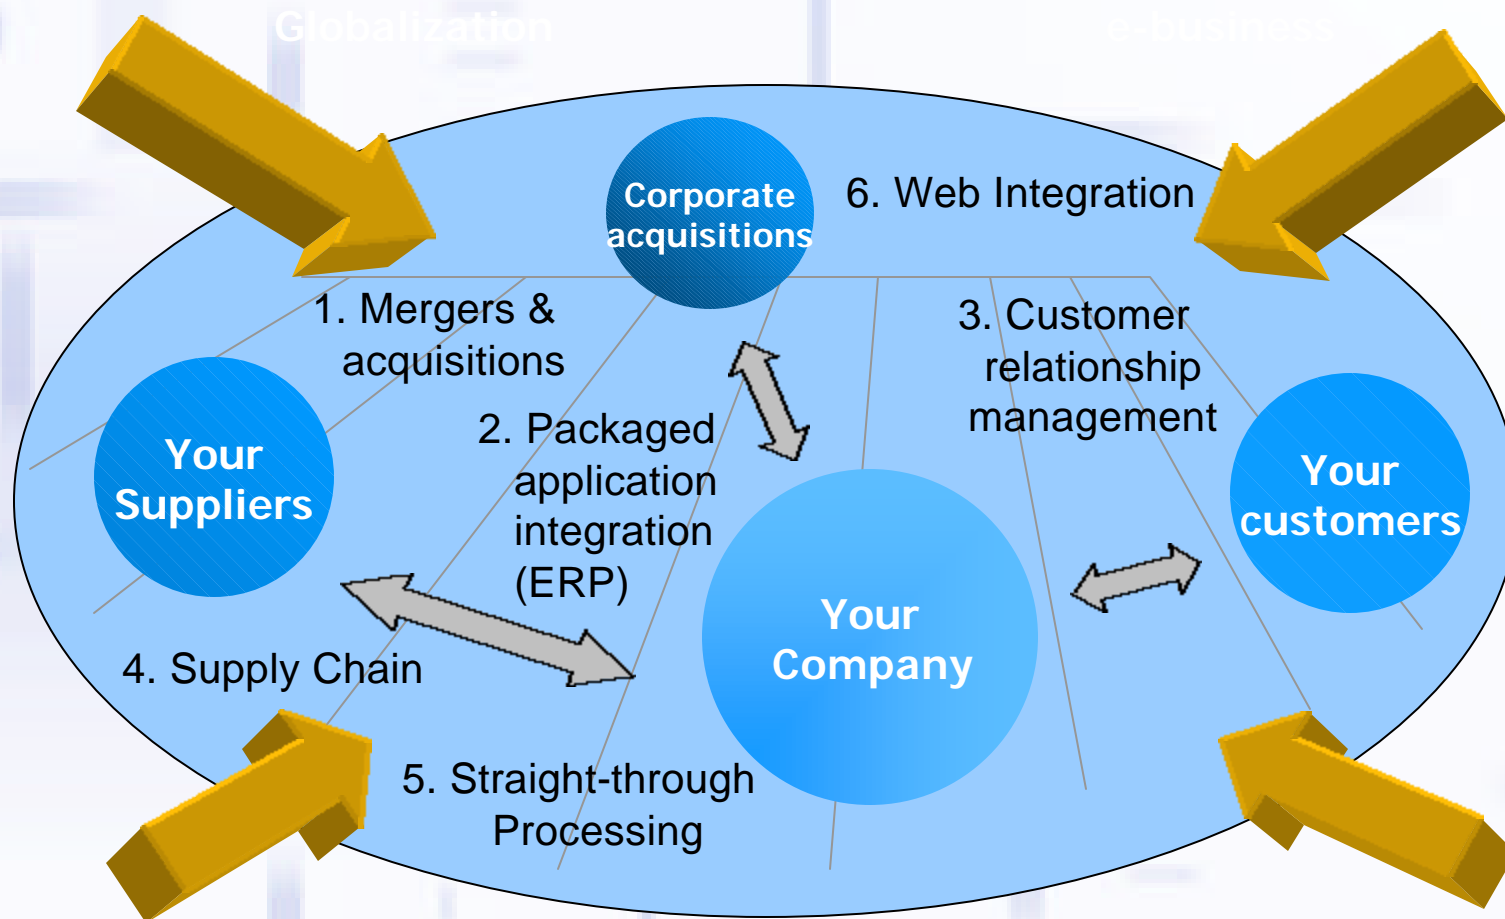 Globalization
e-business
Corporate
acquisitions
6. Web Integration
1. Mergers &
acquisitions
3. Customer
relationship
management
2. Packaged
application
integration
(ERP)
Your
Suppliers
Your
customers
Your
Company
4. Supply Chain
5. Straight-through
Processing